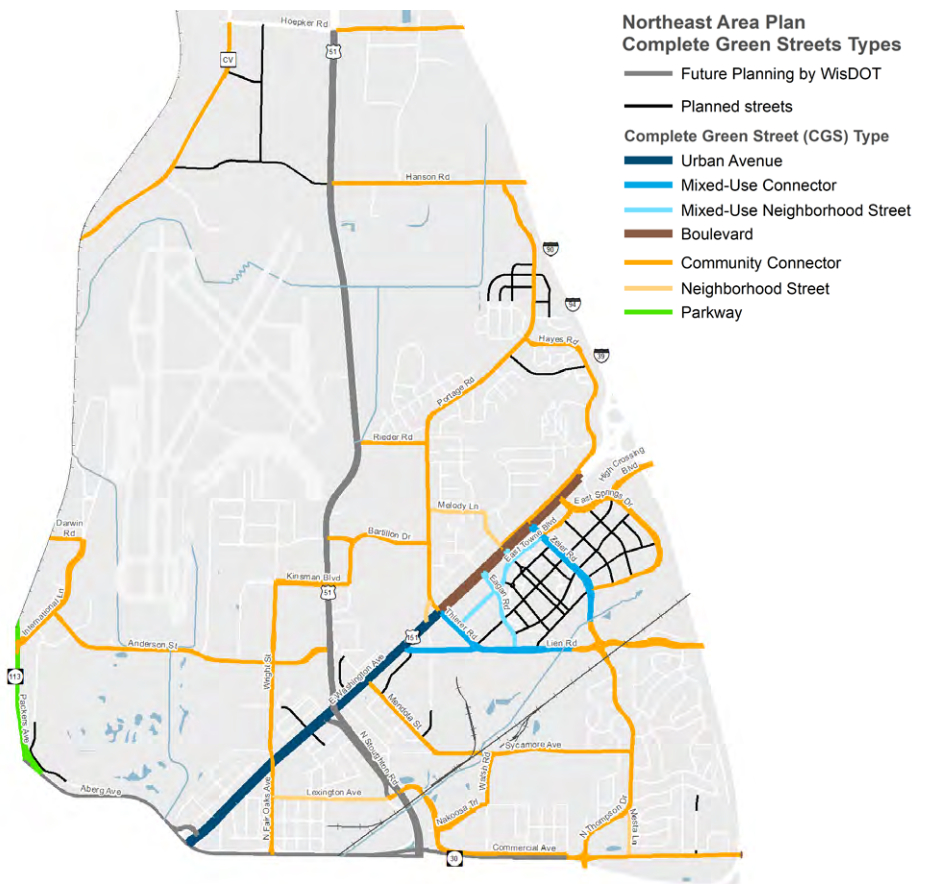 Northeast Area Plan
Complete Green Streets Types
Future Planning by WisDOT
Planned streets
Complete Green Street (CGS) Type
Urban Avenue
Mixed-Use Connector
Mixed-Use Neighborhood Street
Boulevard
Community Connector
Neighborhood Street
Parkway
Hoepker Rd
51
CV
Hanson Rd
90
94
Hayes Rd
39
Portage Rd
Rieder Rd
High Crossing
Blvd
East Springs Dr
Melody Ln
Darwin
Rd
Bartillon Dr
East Towne Blvd
Zeier Rd
Kinsman Blvd
51
Eagan Rd
International Ln
Thieret Rd
151
Anderson St
Lien Rd
Wright St
E Washington Ave
113
Packers Ave
Mendota St
N Stoughton Rd
Sycamore Ave
Walsh Rd
Aberg Ave
Lexington Ave
N Fair Oaks Ave
Nakoosa Trl
N Thompson Dr
Mesta Ln
Commercial Ave
30